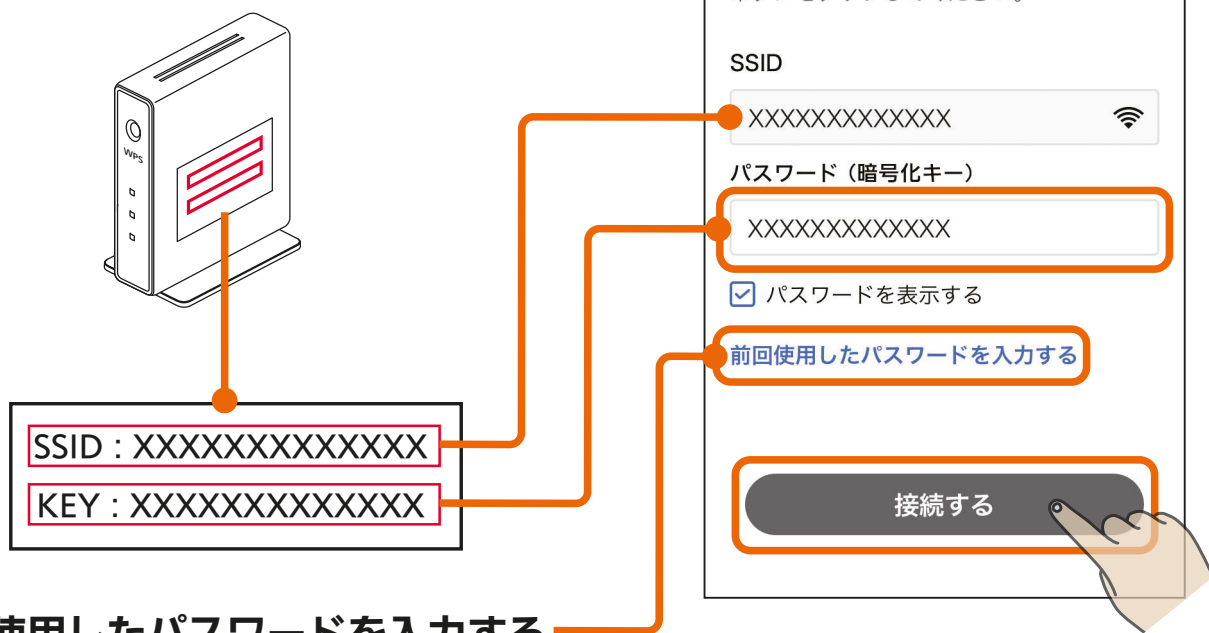 SSID
XXXXXXXXXXXXX
パスワード（暗号化キー）
XXXXXXXXXXXXX
パスワードを表示する
前回使用したパスワードを入力する
接続する
WPS
SSID : XXXXXXXXXXXXX
KEY : XXXXXXXXXXXXX
使用したパスワードを入力する